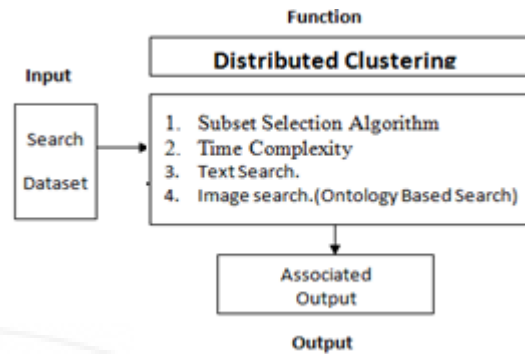 Function
Distributed Clustering
Input
Search
Dataset
1. Subset Selection Algorithm
2. Time Complexity
3. Text Search.
4. Image search.(Ontology Based Search)
Associated
Output
Output